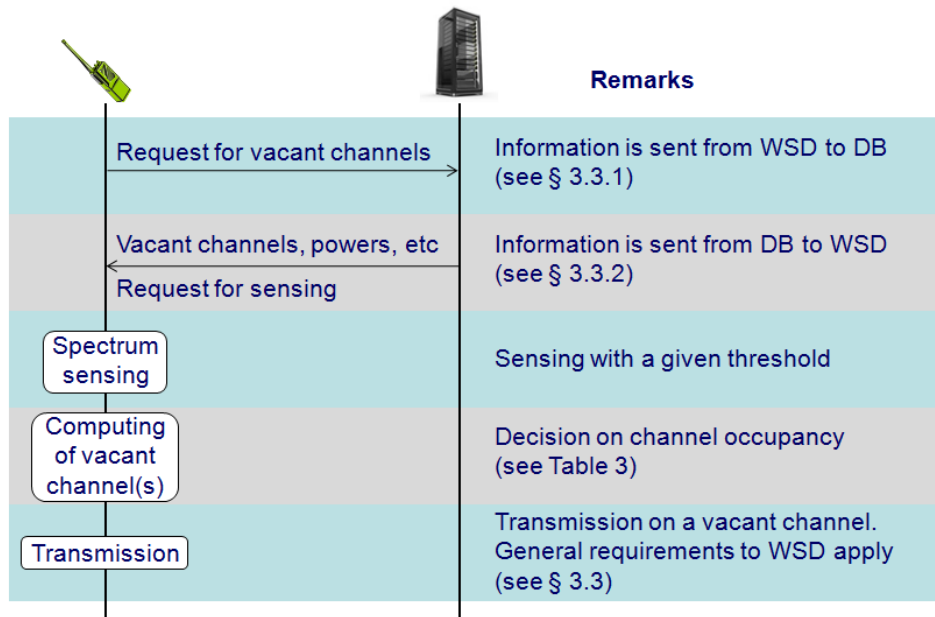 Remarks
Request for vacant channels
Information is sent from WSD to DB
(see § 3.3.1)
Vacant channels, powers, etc
Request for sensing
Information is sent from DB to WSD
(see § 3.3.2)
Spectrum
sensing
Sensing with a given threshold
Computing
of vacant
channel(s)
Decision on channel occupancy
(see Table 3)
Transmission
Transmission on a vacant channel.
General requirements to WSD apply
(see § 3.3)